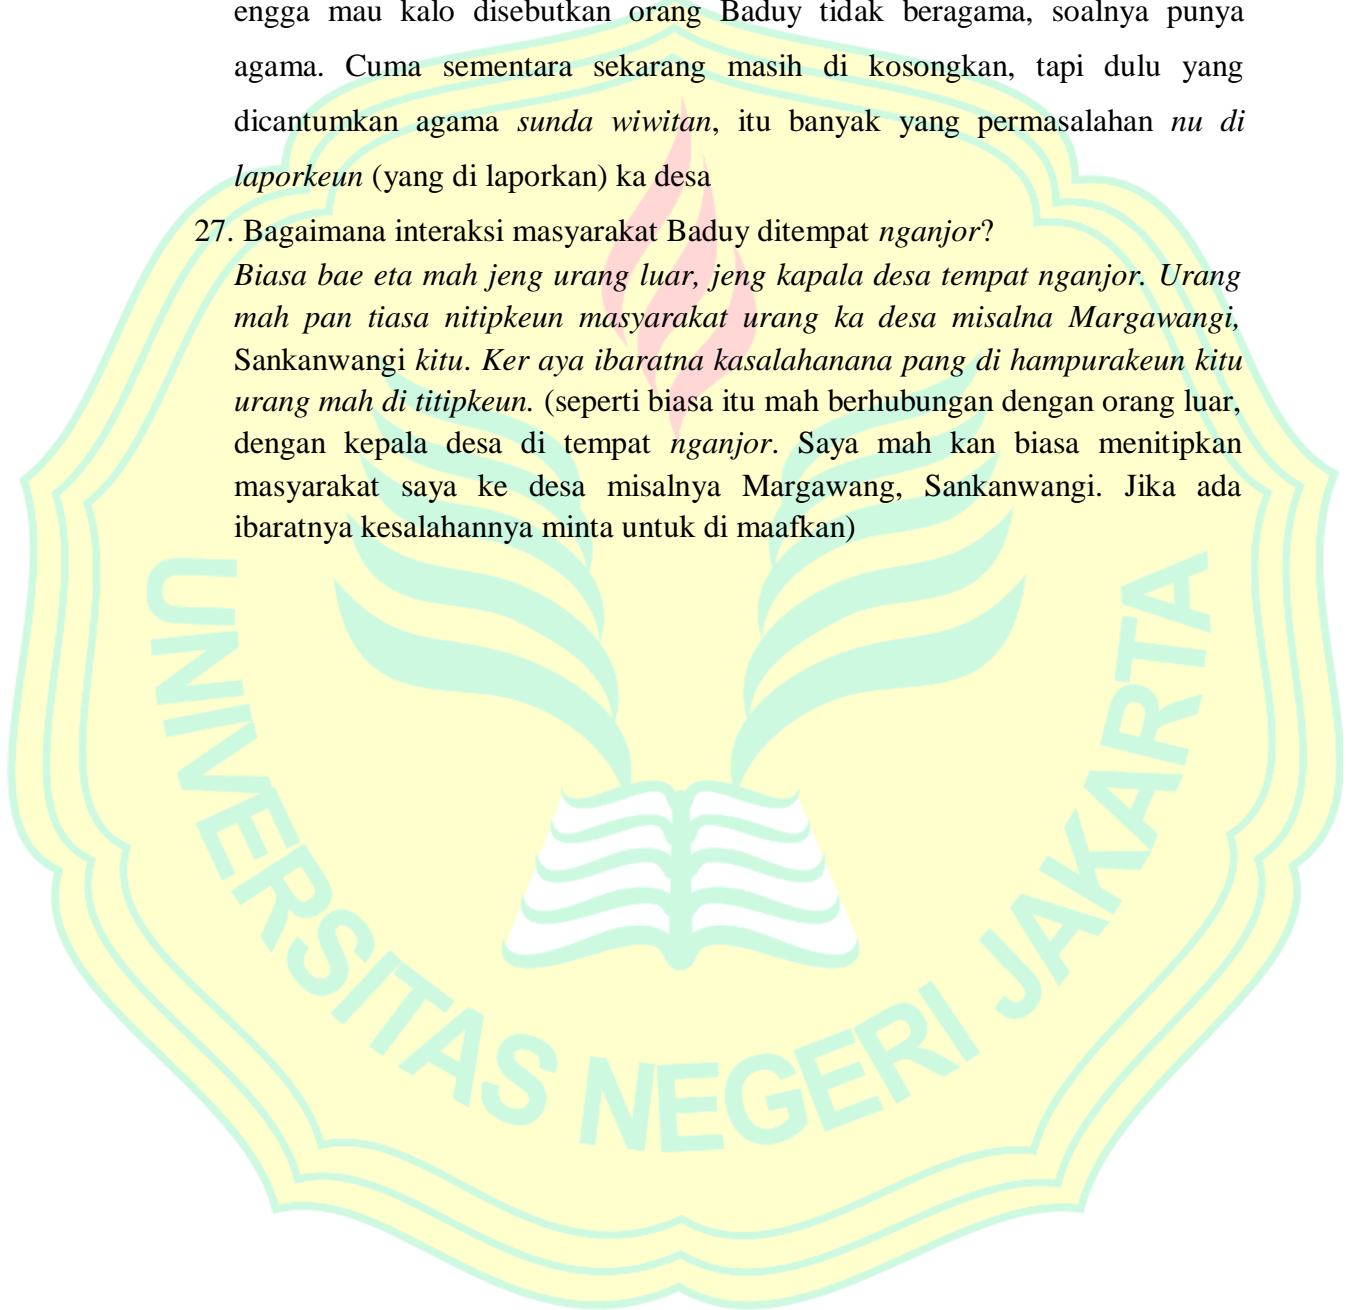 engga mau kalo disebutkan orang Baduy tidak beragama, soalnya punya
agama. Cuma sementara sekarang masih di kosongkan, tapi dulu yang
dicantumkan agama sunda wiwitan, itu banyak yang permasalahan nu di
laporkeun (yang di laporkan) ka desa
27. Bagaimana interaksi masyarakat Baduy ditempat nganjor?
Biasa bae eta mah jeng urang luar, jeng kapala desa tempat nganjor. Urang
mah pan tiasa nitipkeun masyarakat urang ka desa misalna Margawangi,
Sankanwangi kitu. Ker aya ibaratna kasalahanana pang di hampurakeun kitu
urang mah di titipkeun. (seperti biasa itu mah berhubungan dengan orang luar,
dengan kepala desa di tempat nganjor. Saya mah kan biasa menitipkan
masyarakat saya ke desa misalnya Margawang, Sankanwangi. Jika ada
ibaratnya kesalahannya minta untuk di maafkan)
UNIVERSITAS NEGERI JAKARTA